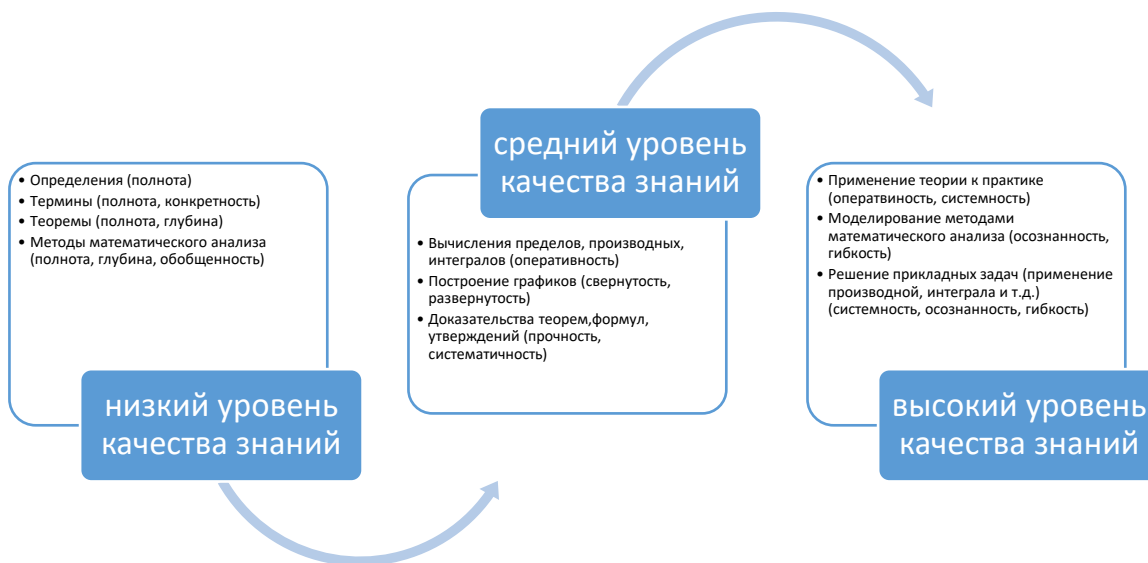 • Определения (полнота)
• Термины (полнота, конкретность)
• Теоремы (полнота, глубина)
• Методы математического анализа
(полнота, глубина, обобщенность)
низкий уровень
качества знаний
средний уровень
качества знаний
• Вычисления пределов, производных,
интегралов (оперативность)
• Построение графиков (свернутость,
развернутость)
• Доказательства теорем,формул,
утверждений (прочность,
систематичность)
• Применение теории к практике
(оператвиность, системность)
• Моделирование методами
математического анализа (осознанность,
гибкость)
• Решение прикладных задач (применение
производной, интеграла и т.д.)
(системность, осознанность, гибкость)
высокий уровень
качества знаний